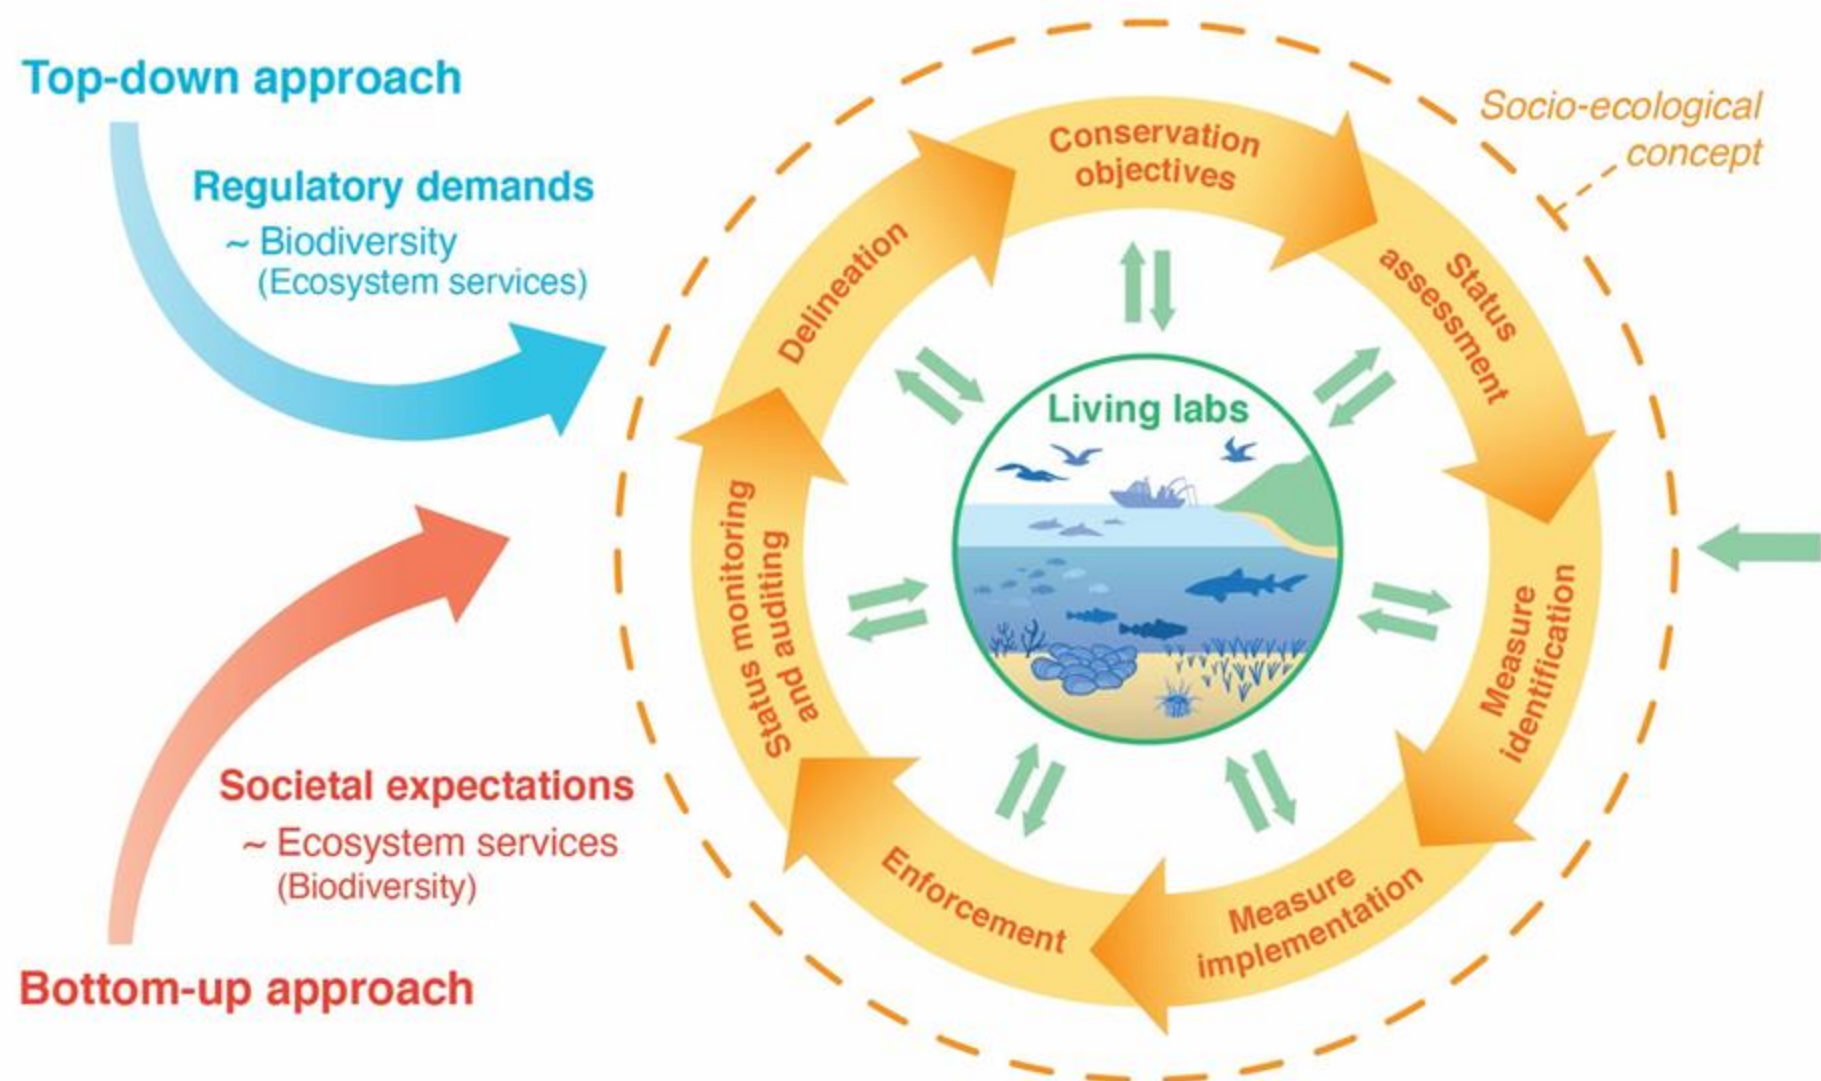 Top-down approach
Regulatory demands
~ Biodiversity
(Ecosystem services)
Societal expectations
~ Ecosystem services
(Biodiversity)
Bottom-up approach
Socio-ecological
concept
Conservation
objectives
Status
assessment
Measure
identification
Measure
implementation
Enforcement
Status monitoring
and auditing
Delineation
Living labs